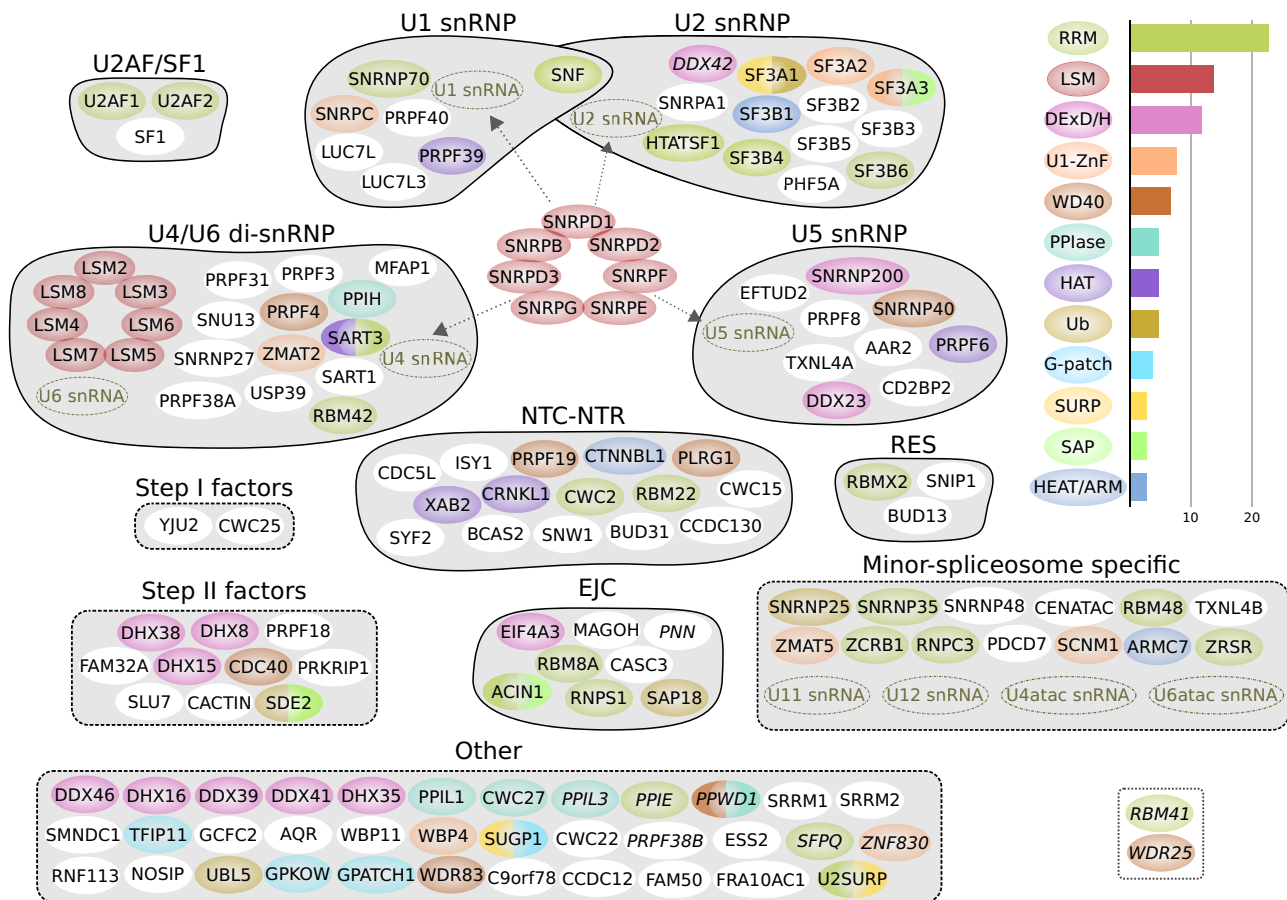 U1 snRNP
U2 snRNP
U2AF/SF1
U2AF1
U2AF2
SF1
SNRNP70
U1 snRNA
SNF
SNRPC
PRPF40
LUC7L
PRPF39
LUC7L3
DDX42
SF3A1
SF3A2
SF3A3
U2 snRNA
SNRPA1
SF3B1
SF3B2
SF3B3
HTATSF1
SF3B4
SF3B5
SF3B6
PHF5A
RRM
LSM
DExD/H
U1-ZnF
WD40
PPIase
HAT
Ub
G-patch
SURP
SAP
HEAT/ARM
10
20
SNRPD1
SNRPB
SNRPD2
SNRPD3
SNRPF
SNRPG
SNRPE
U4/U6 di-snRNP
LSM2
LSM8
LSM3
LSM4
LSM6
LSM7
LSM5
U6 snRNA
PRPF31
PRPF3
MFAP1
PPIH
SNU13
PRPF4
SART3
U4 snRNA
SNRNP27
ZMAT2
SART1
PRPF38A
USP39
RBM42
U5 snRNP
SNRNP200
EFTUD2
SNRNP40
PRPF8
U5 snRNA
AAR2
PRPF6
TXNL4A
CD2BP2
DDX23
NTC-NTR
CDC5L
ISY1
PRPF19
CTNNBL1
PLRG1
XAB2
CRNKL1
CWC2
RBM22
CWC15
SYF2
BCAS2
SNW1
BUD31
CCDC130
RES
RBMX2
SNIP1
BUD13
Step I factors
YJU2
CWC25
Step II factors
DHX38
DHX8
PRPF18
FAM32A
DHX15
CDC40
PRKRIP1
SLU7
CACTIN
SDE2
EJC
EIF4A3
MAGOH
PNN
RBM8A
CASC3
ACIN1
RNPS1
SAP18
Minor-spliceosome specific
SNRNP25
SNRNP35
SNRNP48
CENATAC
RBM48
TXNL4B
ZMAT5
ZCRB1
RNPC3
PDCD7
SCNM1
ARMC7
ZRSR
U11 snRNA
U12 snRNA
U4atac snRNA
U6atac snRNA
Other
DDX46
DHX16
DDX39
DDX41
DHX35
PPIL1
CWC27
PPIL3
PPIE
PPWD1
SRRM1
SRRM2
SMNDC1
TFIP11
GCFC2
AQR
WBP11
WBP4
SUGP1
CWC22
PRPF38B
ESS2
SFPQ
ZNF830
RNF113
NOSIP
UBL5
GPKOW
GPATCH1
WDR83
C9orf78
CCDC12
FAM50
FRA10AC1
U2SURP
RBM41
WDR25